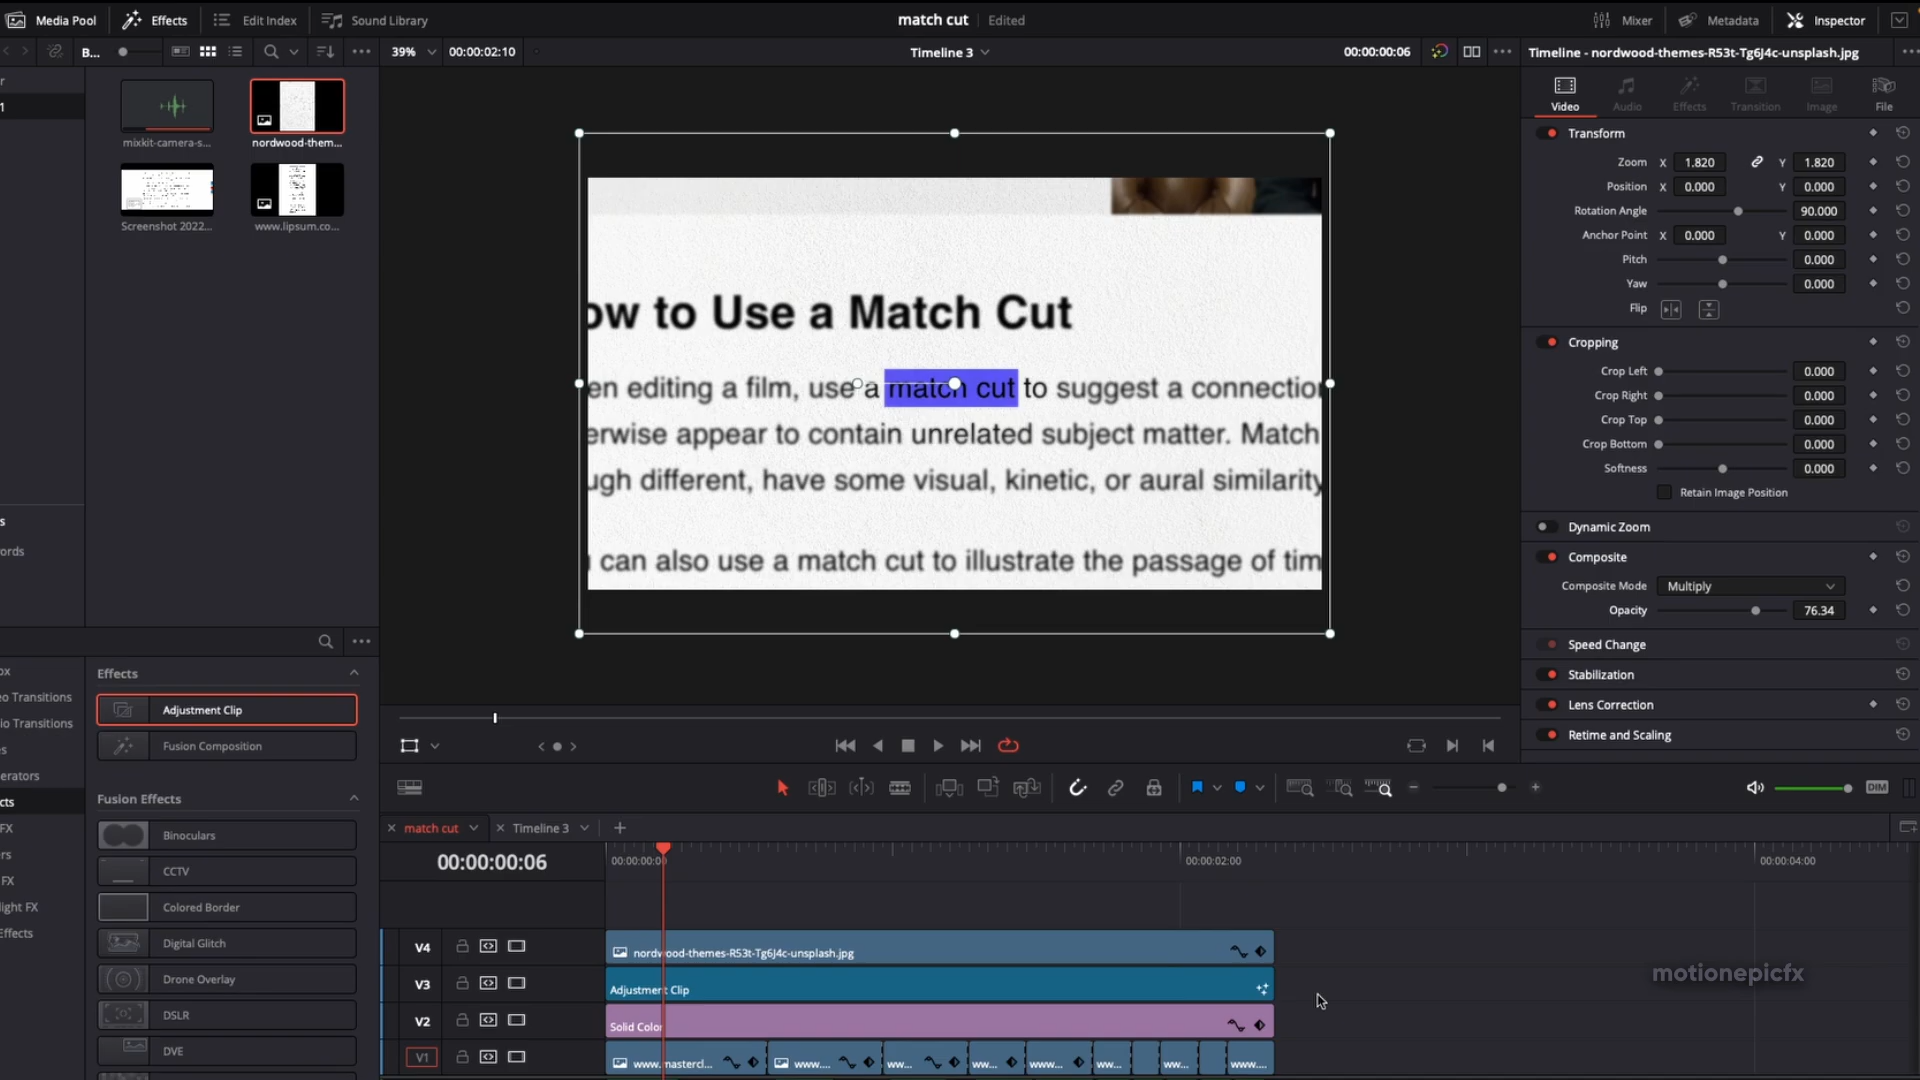 Media Pool Effects Edit Index Sound Library match cut Edited Mixer Metadata Inspector
B... 39% 00:00:02:10 Timeline 3 00:00:00:06 Timeline - nordwood-themes-R53t-Tg6J4c-unsplash.jpg
r
1
mixkit-camera-s... nordwood-them...
Screenshot 2022... www.lipsum.co...
s
ords
Video Audio Effects Transition Image File
Transform
Zoom X 1.820 Y 1.820
Position X 0.000 Y 0.000
Rotation Angle 90.000
Anchor Point X 0.000 Y 0.000
Pitch 0.000
Yaw 0.000
Flip
Cropping
Crop Left 0.000
Crop Right 0.000
Crop Top 0.000
Crop Bottom 0.000
Softness 0.000
Retain Image Position
Dynamic Zoom
Composite
Composite Mode Multiply
Opacity 76.34
Speed Change
Stabilization
Lens Correction
Retime and Scaling
ow to Use a Match Cut
en editing a film, use a match cut to suggest a connection
erwise appear to contain unrelated subject matter. Match
ugh different, have some visual, kinetic, or aural similarity
can also use a match cut to illustrate the passage of tim
ox
eo Transitions
io Transitions
es
erators
cts
FX
rs
FX
light FX
Effects
Effects
Adjustment Clip
Fusion Composition
Fusion Effects
Binoculars
CCTV
Colored Border
Digital Glitch
Drone Overlay
DSLR
DVE
DIM
match cut Timeline 3
00:00:00:06 00:00:00:00 00:00:02:00 00:00:04:00
V4 nordwood-themes-R53t-Tg6J4c-unsplash.jpg
V3 Adjustment Clip
V2 Solid Color
V1 www.mastercl... www.... ww... ww... www... ww... ww... www....
motionepicfx